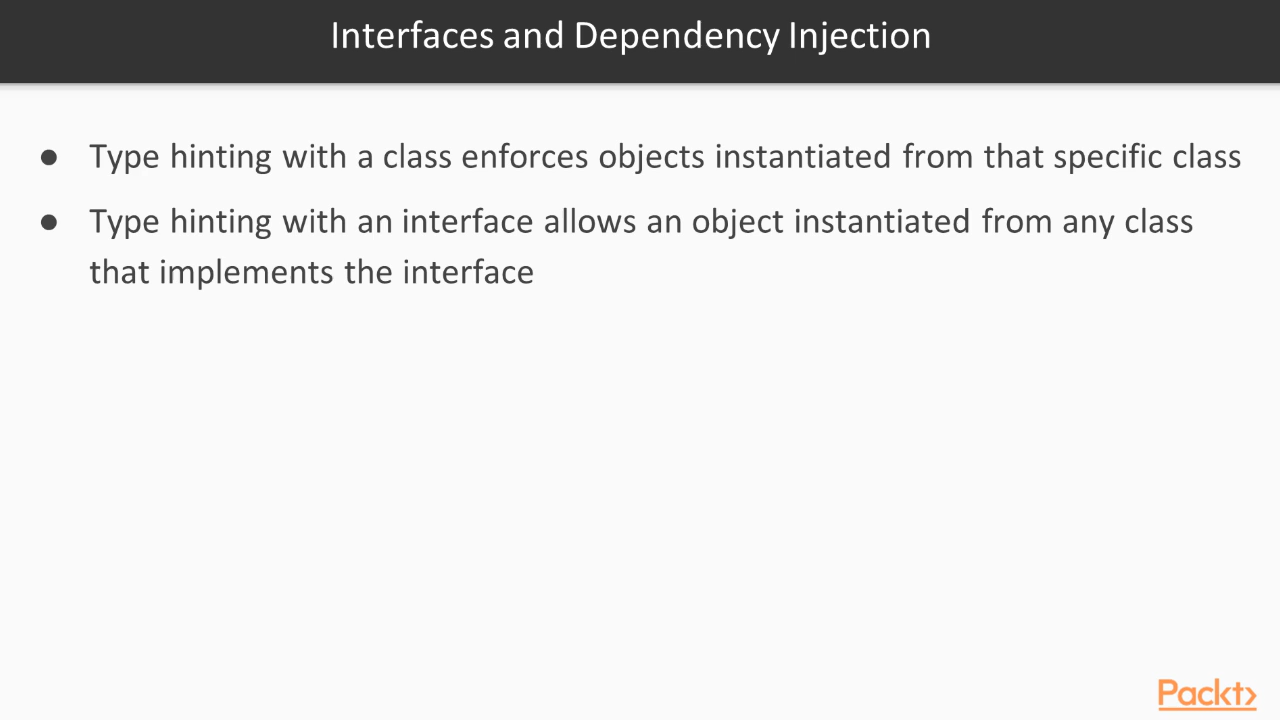 Interfaces and Dependency Injection
● Type hinting with a class enforces objects instantiated from that specific class
● Type hinting with an interface allows an object instantiated from any class
that implements the interface
Packt>